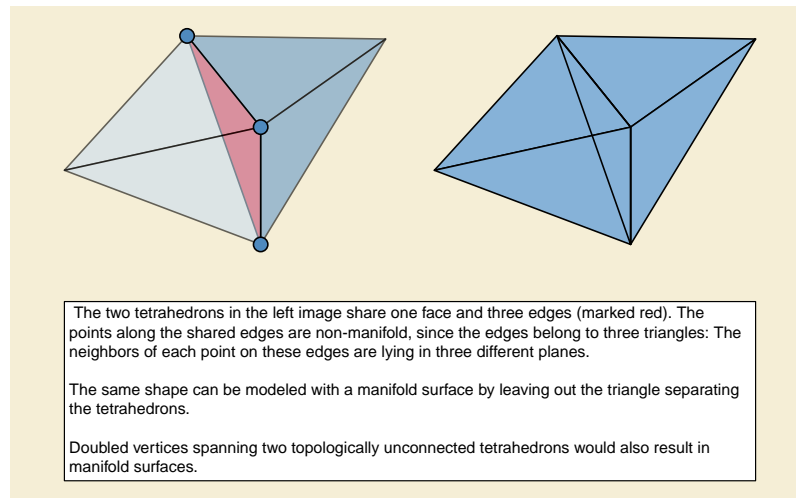 The two tetrahedrons in the left image share one face and three edges (marked red). The
points along the shared edges are non-manifold, since the edges belong to three triangles: The
neighbors of each point on these edges are lying in three different planes.
The same shape can be modeled with a manifold surface by leaving out the triangle separating
the tetrahedrons.
Doubled vertices spanning two topologically unconnected tetrahedrons would also result in
manifold surfaces.